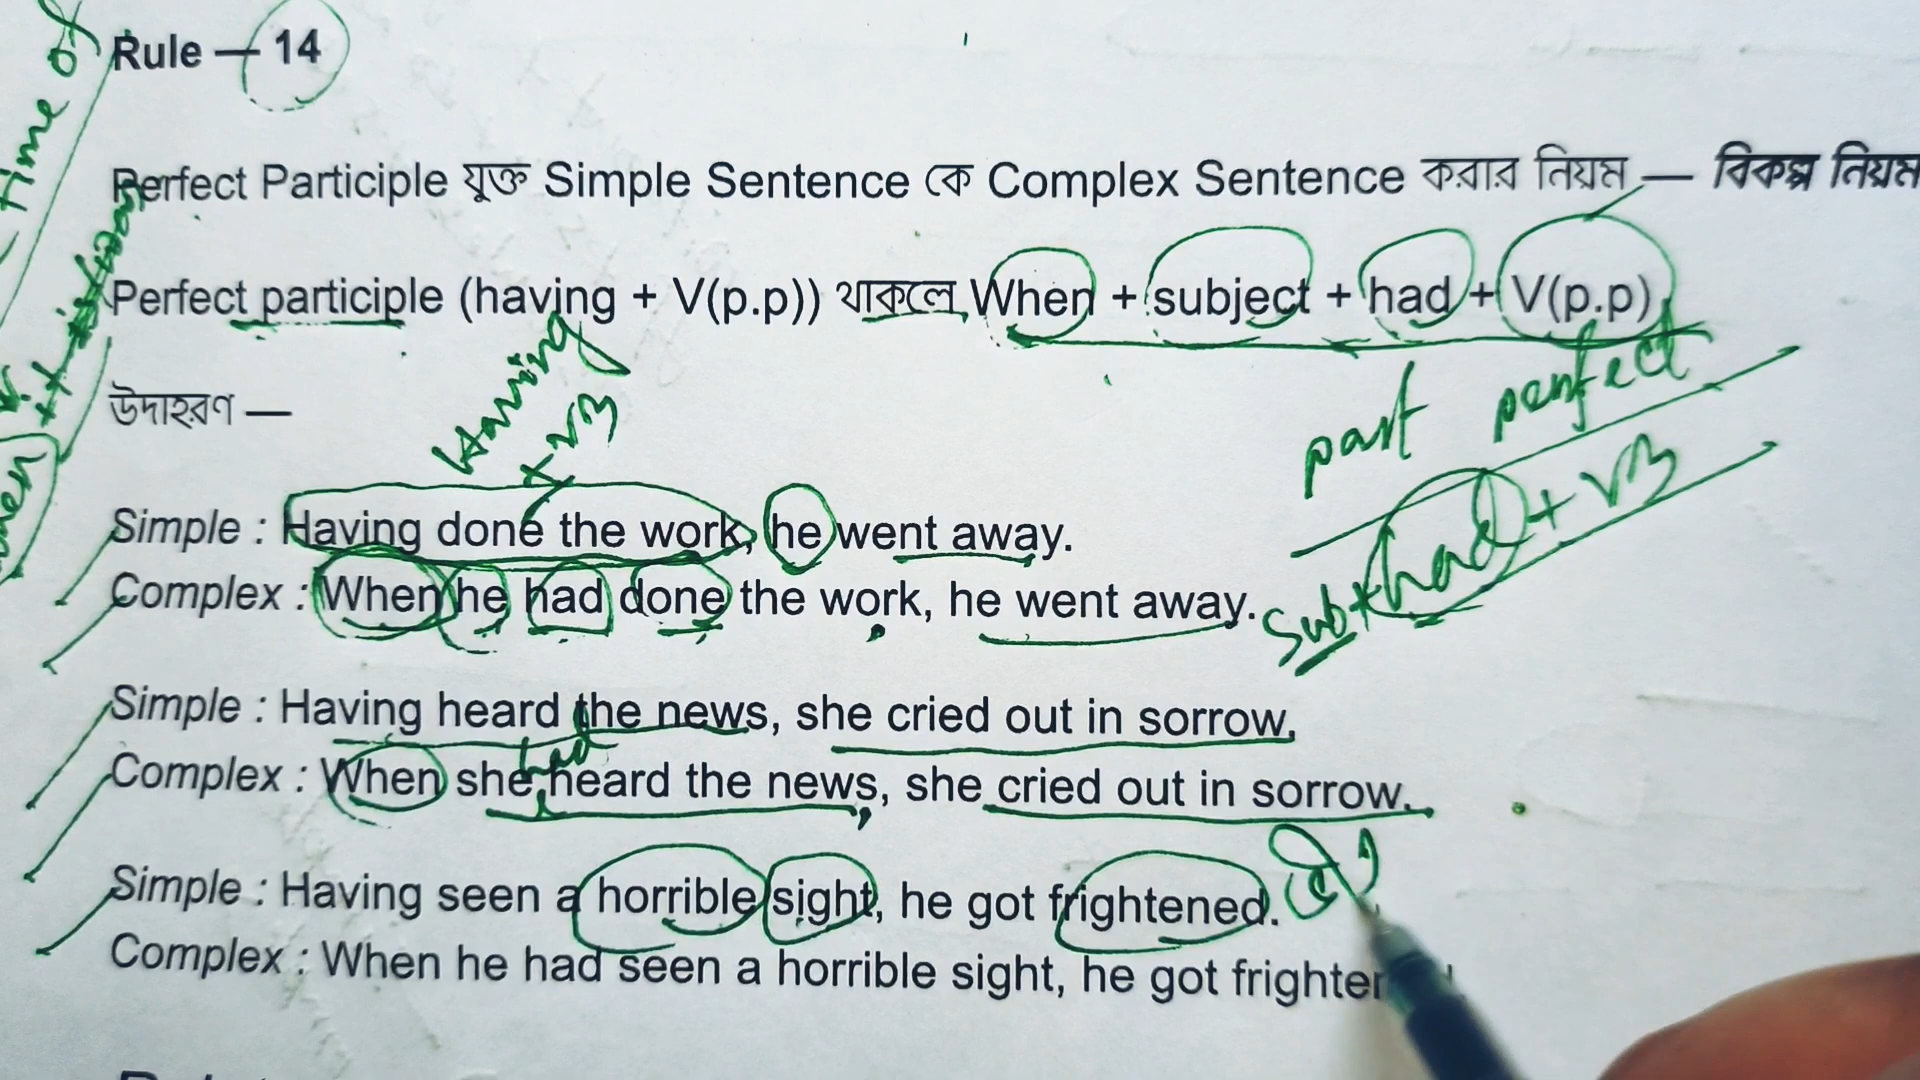 Rule — 14
Perfect Participle যুক্ত Simple Sentence কে Complex Sentence করার নিয়ম — বিকল্প নিয়ম
Perfect participle (having + V(p.p)) থাকলে When + subject + had + V(p.p)
past perfect
উদাহরণ —
Having + V3
Sub + had + V3
Simple : Having done the work, he went away.
Complex : When he had done the work, he went away.
Simple : Having heard the news, she cried out in sorrow.
had
Complex : When she heard the news, she cried out in sorrow.
Simple : Having seen a horrible sight, he got frightened.
Complex : When he had seen a horrible sight, he got
time of